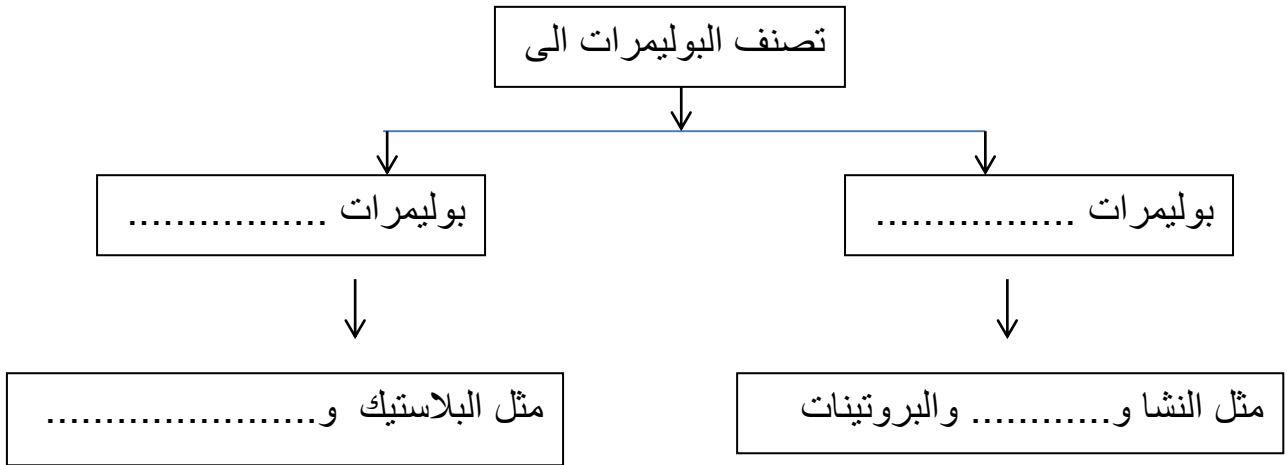 تصنف البوليمرات الى
بوليمرات .................
بوليمرات .................
مثل النشا و............ والبروتينات
مثل البلاستيك و.......................